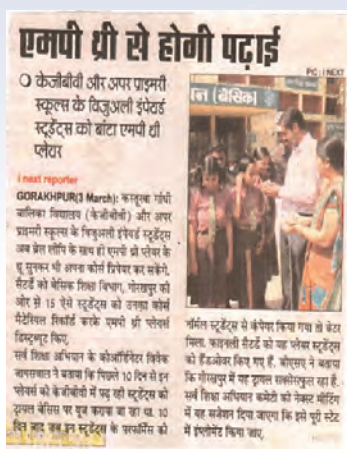 एमपी थ्री से होगी पढ़ाई
PIC : I NEXT
केजीबीवी और अपर प्राइमरी
स्कूल्स के विजुअली इंपेयर्ड
स्टूडेंट्स को बांटा एमपी थ्री
प्लेयर
i next reporter
GORAKHPUR(3 March): कस्तूरबा गांधी
बालिका विद्यालय (केजीबीवी) और अपर
प्राइमरी स्कूल्स के विजुअली इंपेयर्ड स्टूडेंट्स
अब ब्रेल लिपि के साथ ही एमपी थ्री प्लेयर के
थ्रू सुनकर भी अपना कोर्स प्रिपेयर कर सकेंगे.
सैटर्डे को बेसिक शिक्षा विभाग, गोरखपुर की
ओर से 15 ऐसे स्टूडेंट्स को उनका कोर्स
मैटेरियल रिकॉर्ड करके एमपी थ्री प्लेयर्स
डिस्ट्रब्यूट किए.
सर्व शिक्षा अभियान के कोऑर्डिनेटर विवेक
जायसवाल ने बताया कि पिछले 10 दिन से इन
प्लेयर्स को केजीबीवी में पढ़ रही स्टूडेंट्स को
ट्रायल बेसिस पर यूज कराया जा रहा था. 10
दिन बाद जब इन स्टूडेंट्स के परफॉर्मेंस को
नॉर्मल स्टूडेंट्स से कंपेयर किया गया तो बेटर
मिला. फाइनली सैटर्डे को यह प्लेयर स्टूडेंट्स
को हैंडओवर किए गए हैं. बीएसए ने बताया
कि गोरखपुर में यह ट्रायल सक्सेसफुल रहा है.
सर्व शिक्षा अभियान कमेटी को नेक्स्ट मीटिंग
में यह सजेशन दिया जाएगा कि इसे पूरी स्टेट
में इंप्लीमेंट किया जाए.